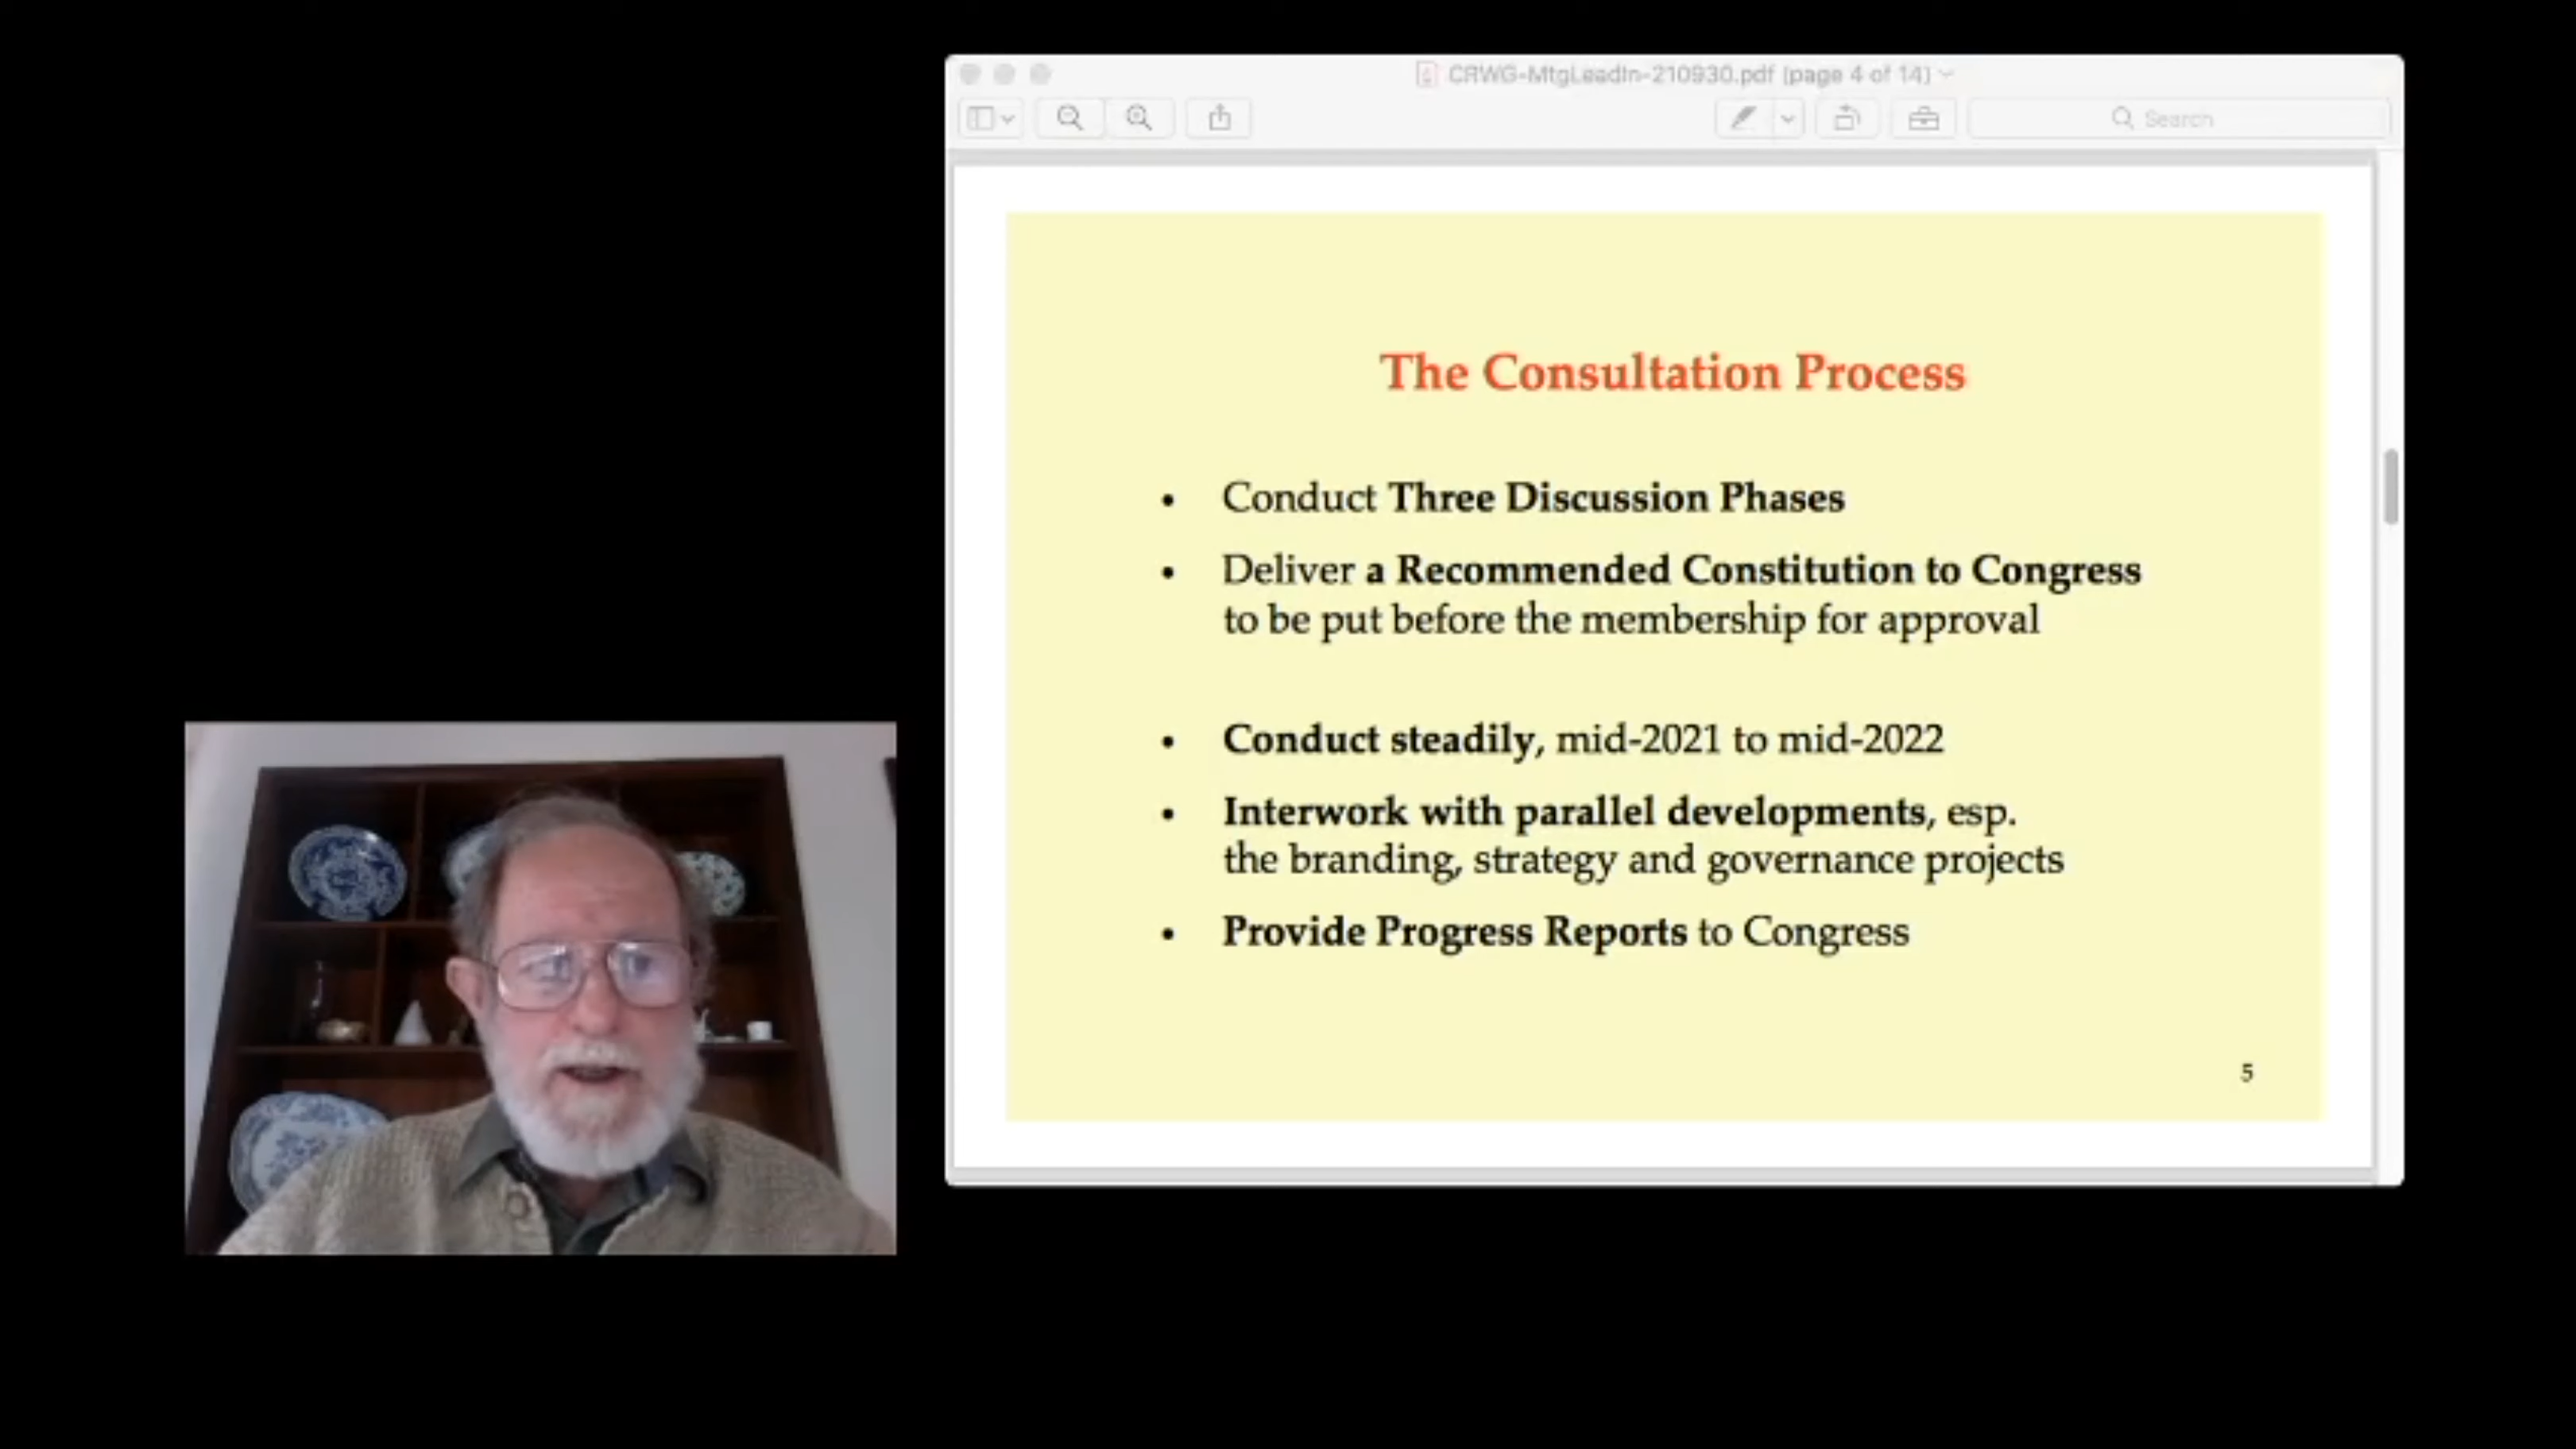 CRWG-MtgLeadIn-210930.pdf (page 4 of 14)
Search
The Consultation Process
• Conduct Three Discussion Phases
• Deliver a Recommended Constitution to Congress
to be put before the membership for approval
• Conduct steadily, mid-2021 to mid-2022
• Interwork with parallel developments, esp.
the branding, strategy and governance projects
• Provide Progress Reports to Congress
5